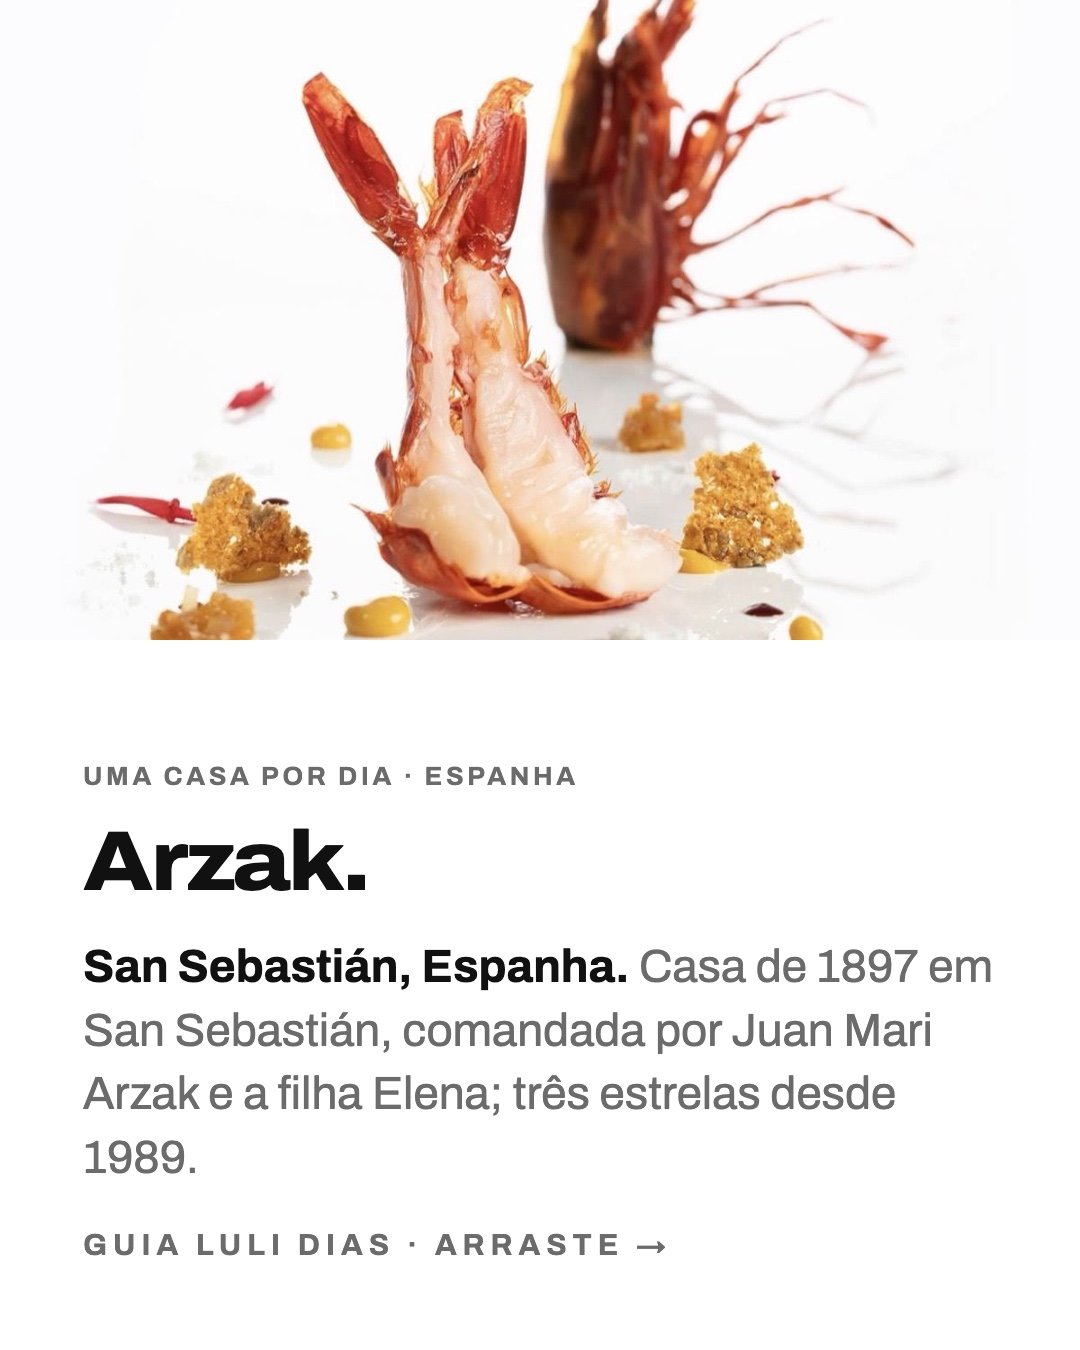 UMA CASA POR DIA · ESPANHA
Arzak.
San Sebastián, Espanha. Casa de 1897 em
San Sebastián, comandada por Juan Mari
Arzak e a filha Elena; três estrelas desde
1989.
GUIA LULI DIAS · ARRASTE →